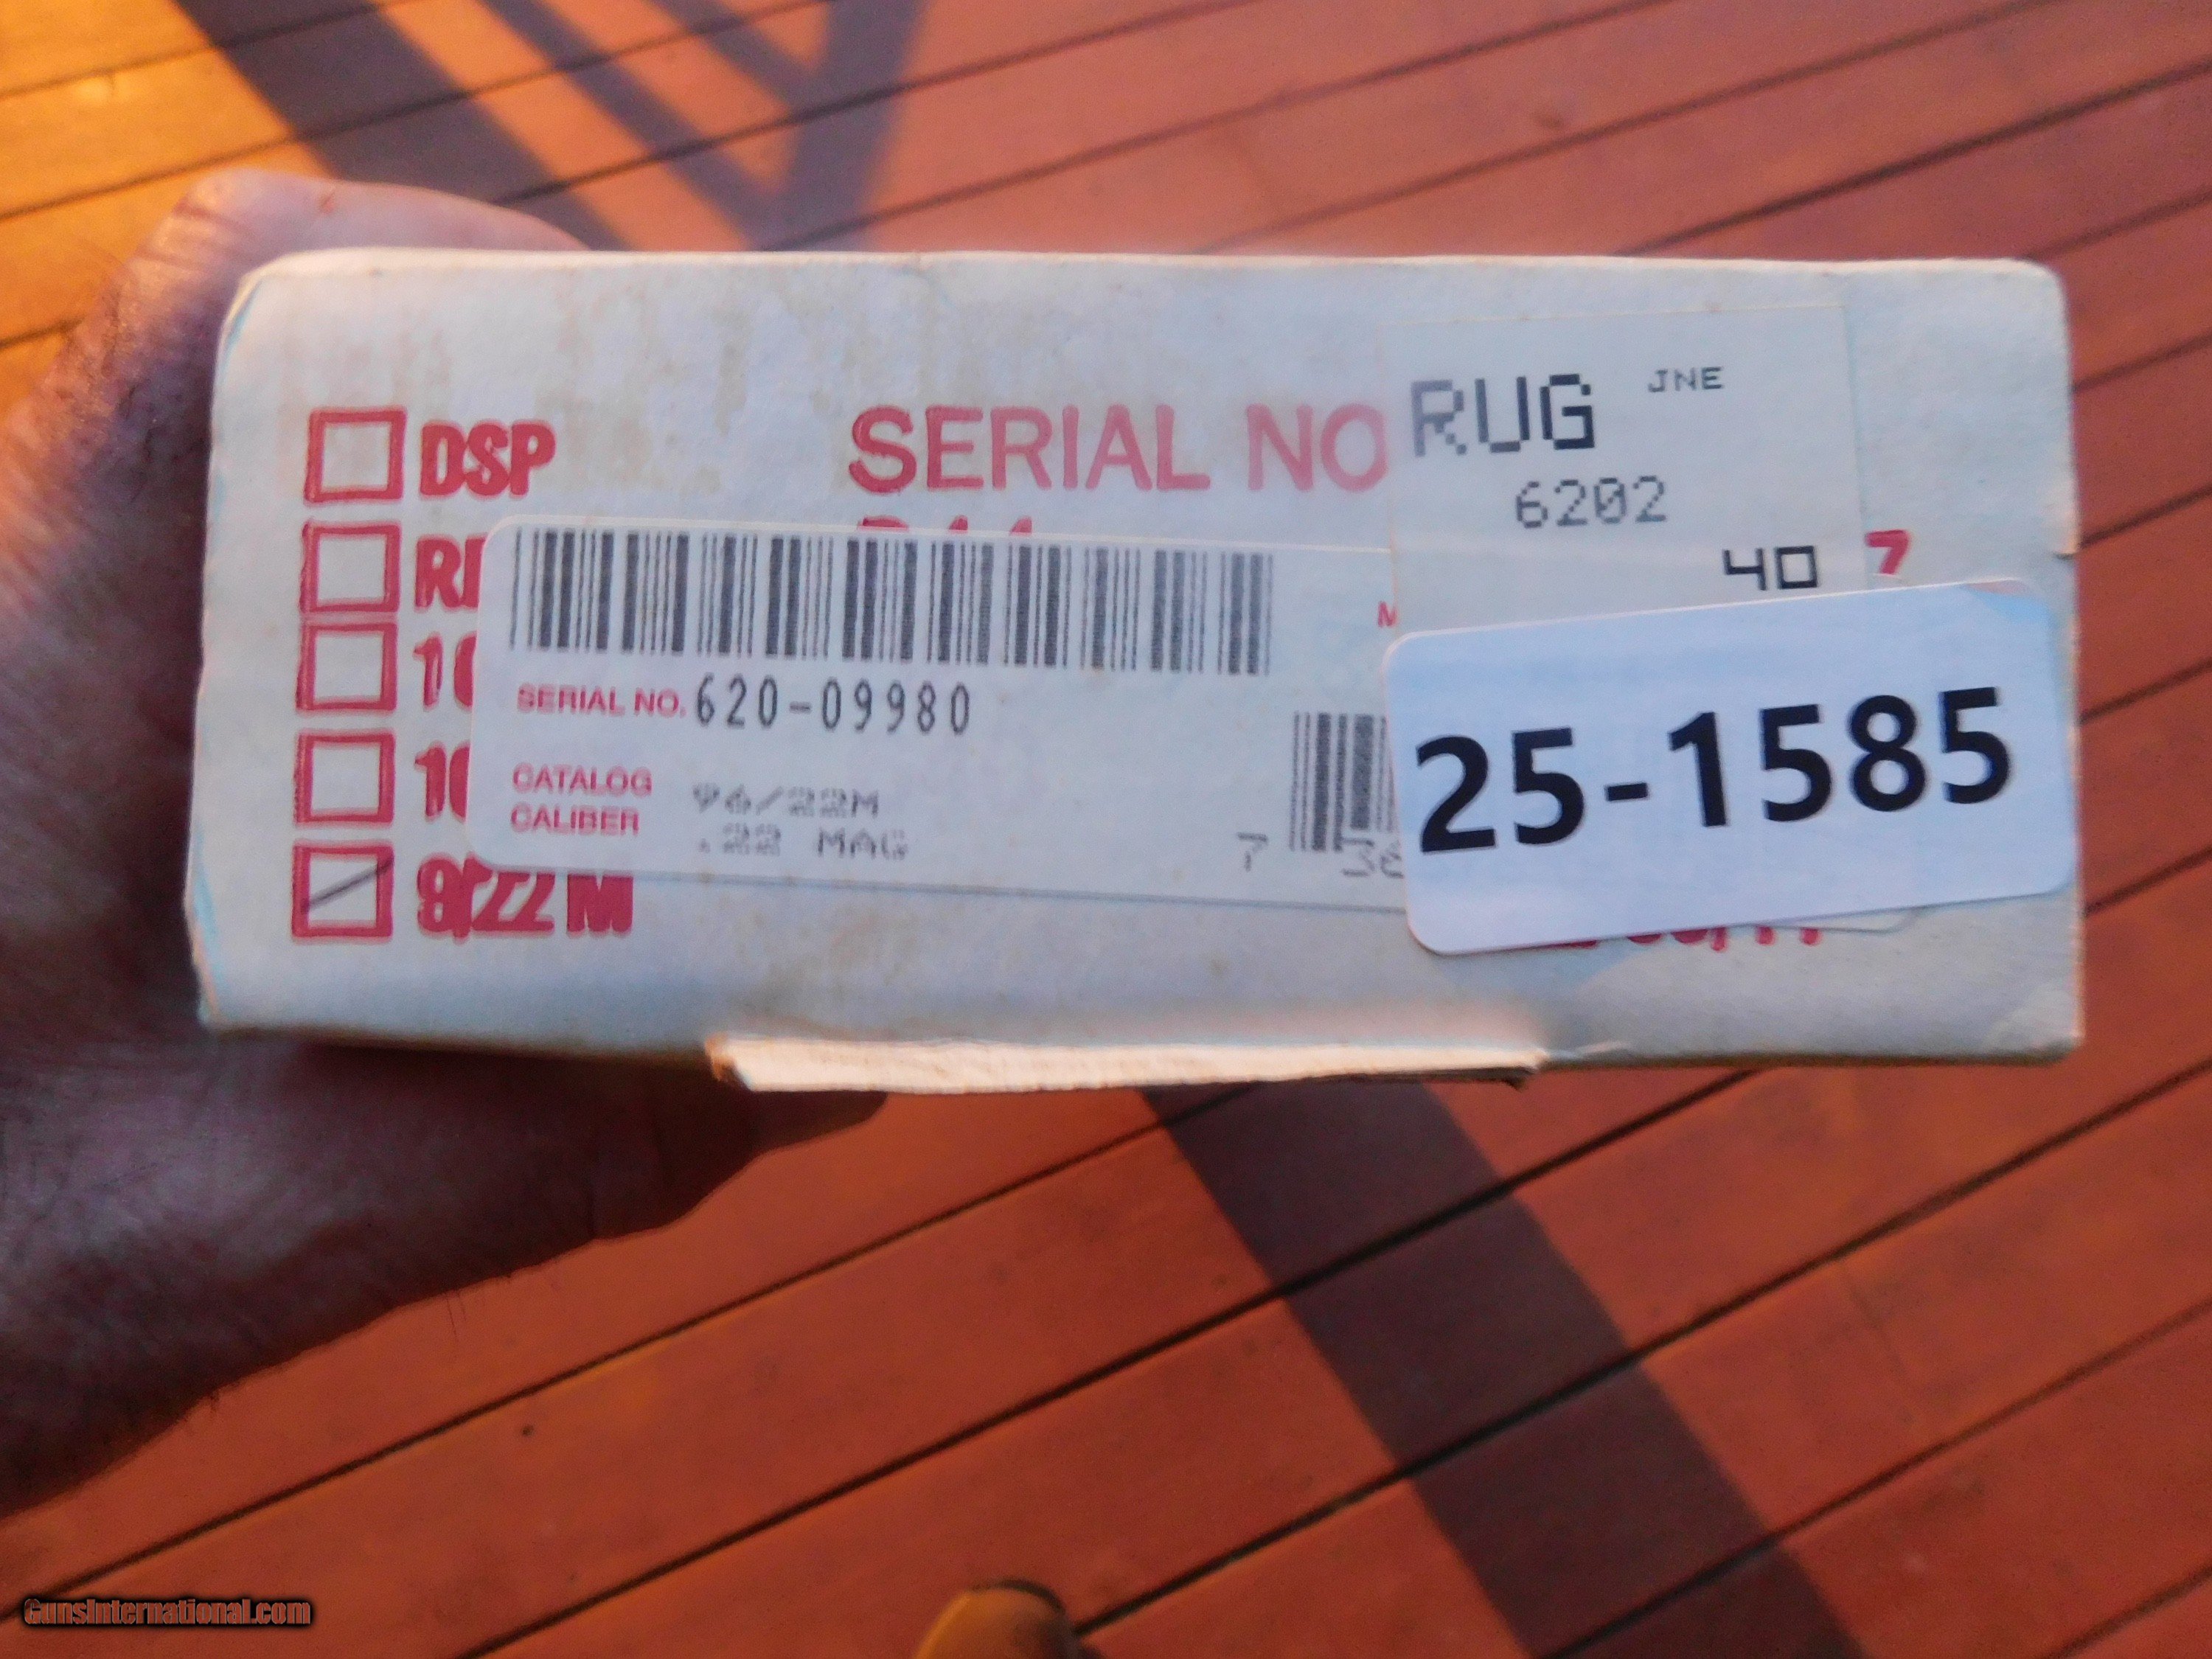 DSP
SERIAL NO
RUG JNE
6202
40
7
SERIAL NO. 620-09980
CATALOG 96/22M
CALIBER .22 MAG
7
25-1585
GunsInternational.com